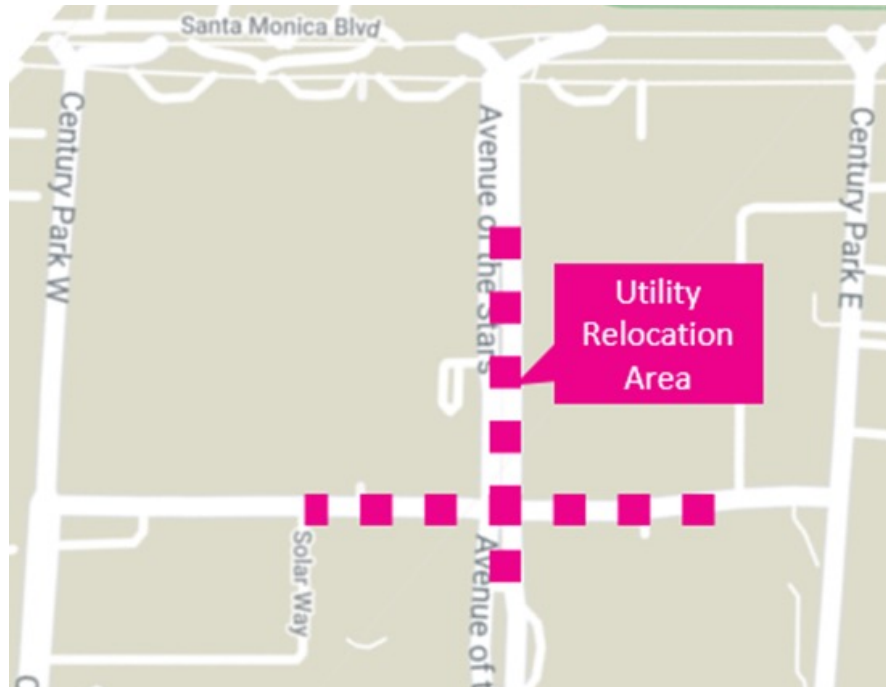 Santa Monica Blvd
Century Park W
Avenue of the Stars
Century Park E
Utility
Relocation
Area
Solar Way
Avenue of t
C